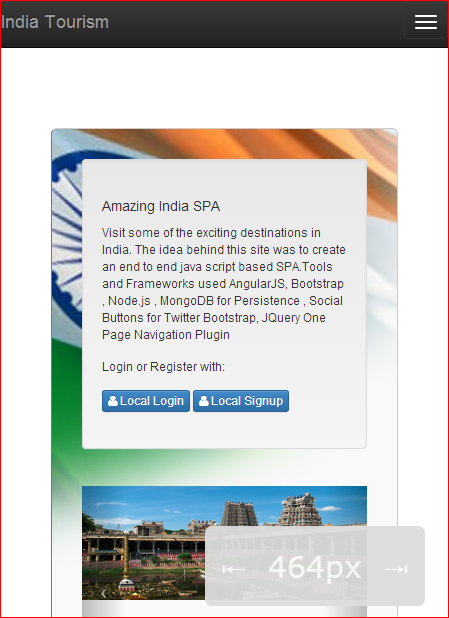 India Tourism
Amazing India SPA
Visit some of the exciting destinations in
India. The idea behind this site was to create
an end to end java script based SPA.Tools
and Frameworks used AngularJS, Bootstrap
, Node.js , MongoDB for Persistence , Social
Buttons for Twitter Bootstrap, JQuery One
Page Navigation Plugin
Login or Register with:
Local Login Local Signup
464px